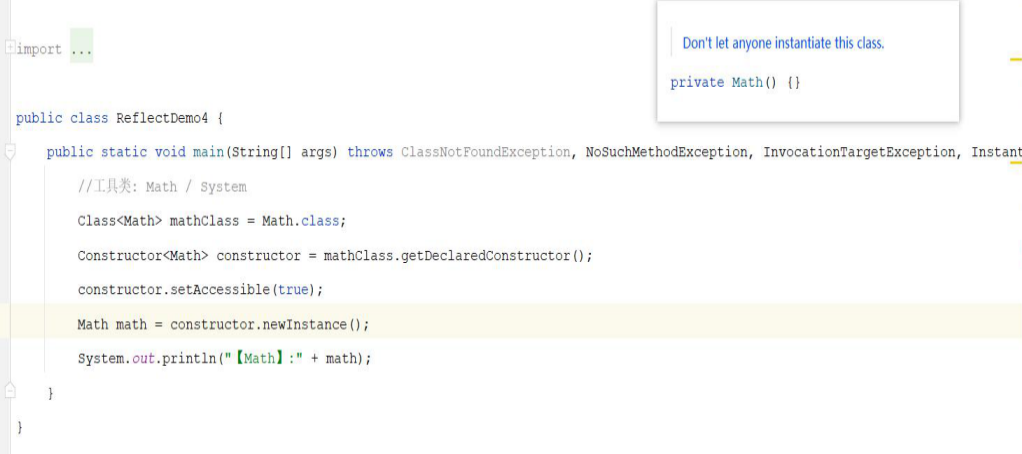 import ...
Don't let anyone instantiate this class.
private Math() {}
public class ReflectDemo4 {
public static void main(String[] args) throws ClassNotFoundException, NoSuchMethodException, InvocationTargetException, Instant
//工具类: Math / System
Class<Math> mathClass = Math.class;
Constructor<Math> constructor = mathClass.getDeclaredConstructor();
constructor.setAccessible(true);
Math math = constructor.newInstance();
System.out.println("【Math】:" + math);
}
}